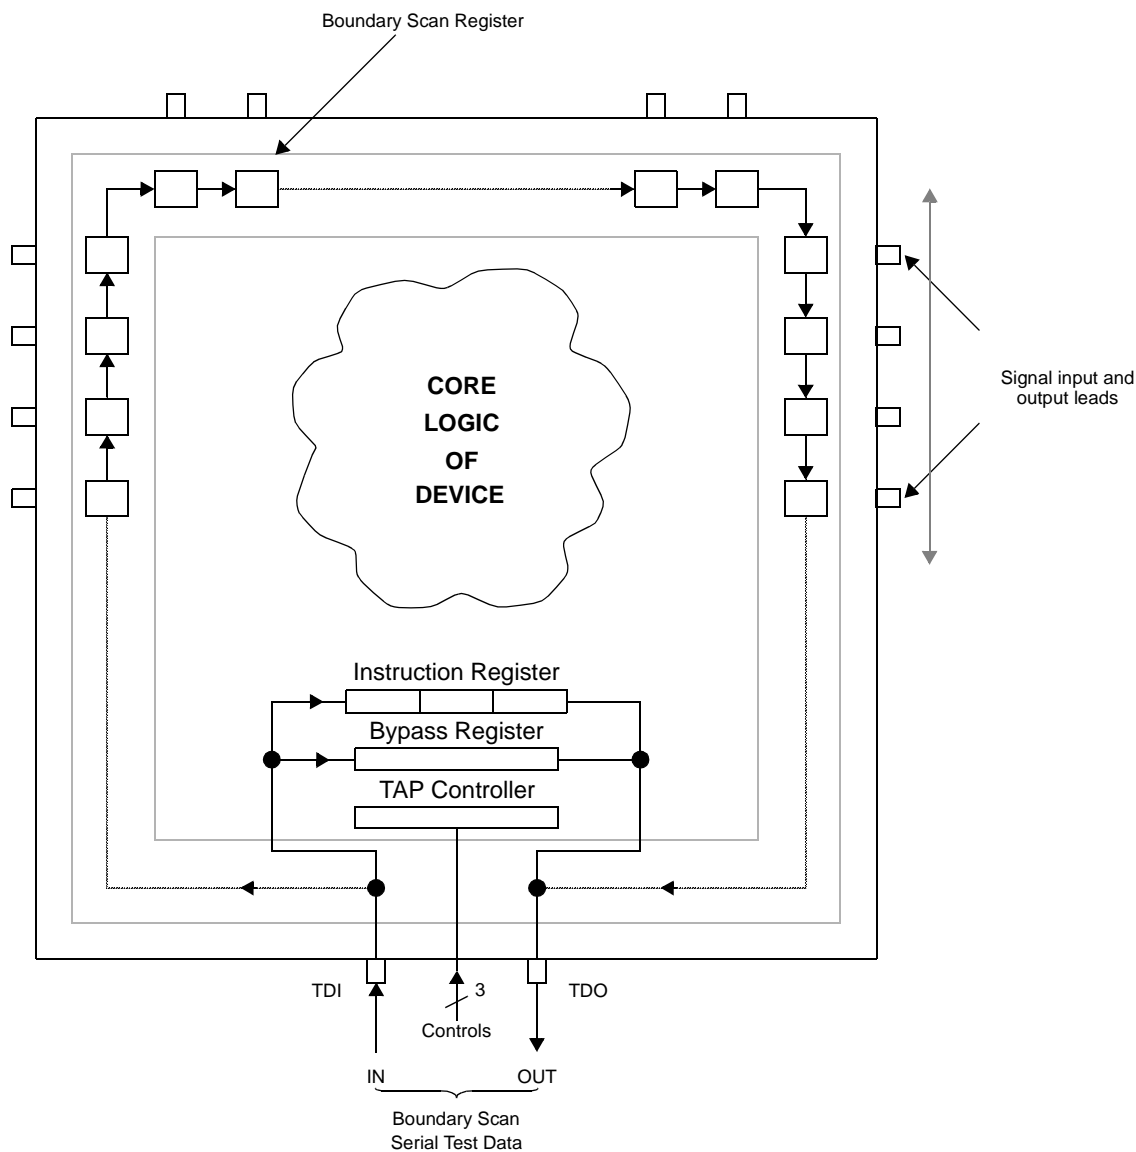 Boundary Scan Register
CORE
LOGIC
OF
DEVICE
Signal input and
output leads
Instruction Register
Bypass Register
TAP Controller
TDI
3
TDO
Controls
IN
OUT
Boundary Scan
Serial Test Data